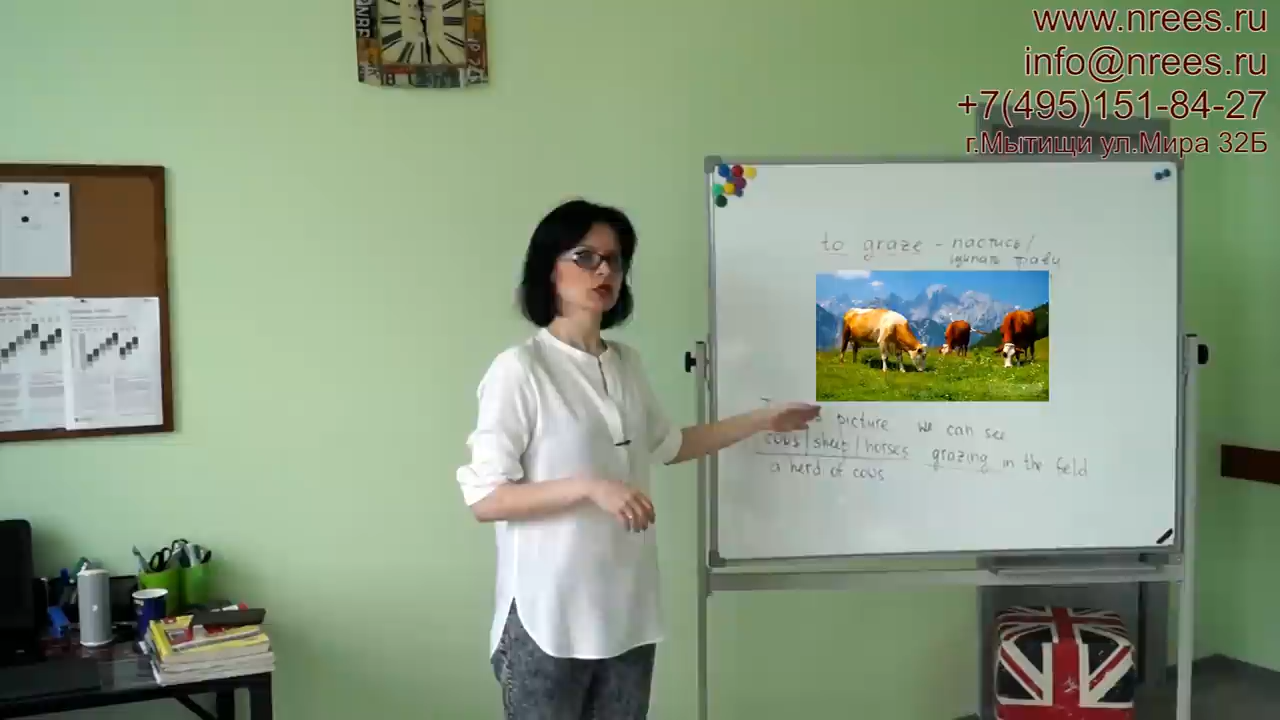 www.nrees.ru
info@nrees.ru
+7(495)151-84-27
г.Мытищи ул.Мира 32Б
to graze - пастись/
щипать траву
picture we can see
cows/sheep/horses grazing in the field
a herd of cows